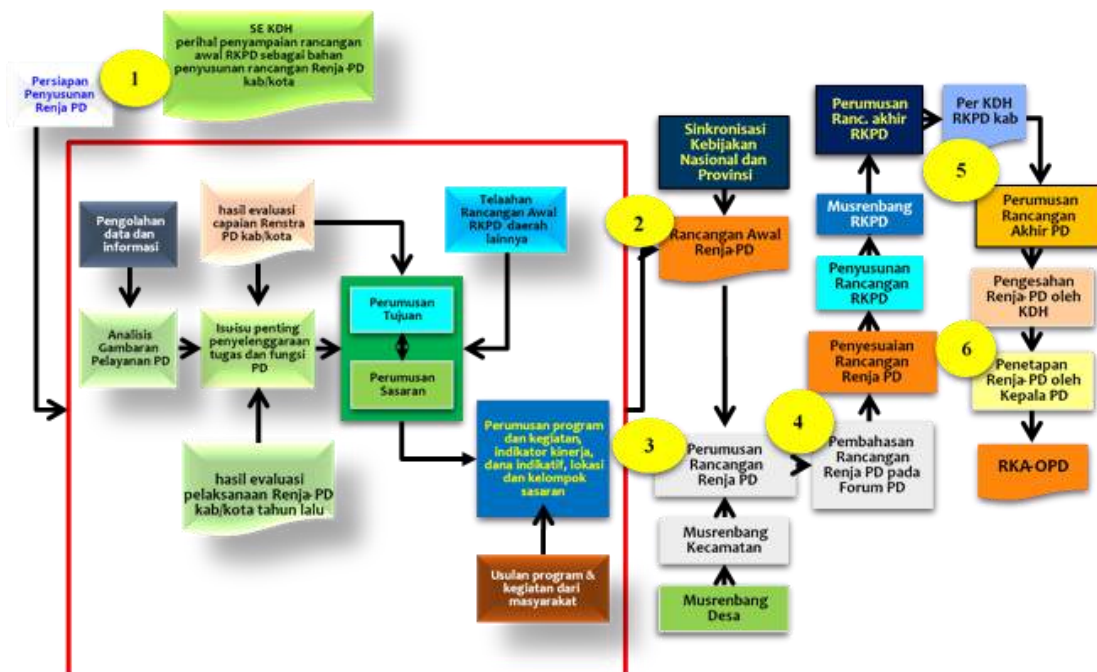 SE KDH
perihal penyampaian rancangan
awal RKPD sebagai bahan
penyusunan rancangan Renja-PD
kab/kota
1
Persiapan
Penyusunan
Renja PD
Pengolahan
data dan
informasi
hasil evaluasi
capaian Renstra
PD kab/kota
Telaahan
Rancangan Awal
RKPD daerah
lainnya
Analisis
Gambaran
Pelayanan PD
Isu-isu penting
penyelenggaraan
tugas dan fungsi
PD
Perumusan
Tujuan
Perumusan
Sasaran
hasil evaluasi
pelaksanaan Renja-PD
kab/kota tahun lalu
Perumusan program
dan kegiatan,
indikator kinerja,
dana indikatif, lokasi
dan kelompok
sasaran
Usulan program &
kegiatan dari
masyarakat
Sinkronisasi
Kebijakan
Nasional dan
Provinsi
2
Rancangan Awal
Renja-PD
3
Perumusan
Rancangan
Renja PD
Musrenbang
Kecamatan
Musrenbang
Desa
4
Pembahasan
Rancangan
Renja PD pada
Forum PD
Penyesuaian
Rancangan
Renja PD
Penyusunan
Rancangan
RKPD
Musrenbang
RKPD
Perumusan
Ranc. akhir
RKPD
Per KDH
RKPD kab
5
Perumusan
Rancangan
Akhir PD
Pengesahan
Renja-PD oleh
KDH
6
Penetapan
Renja-PD oleh
Kepala PD
RKA-OPD